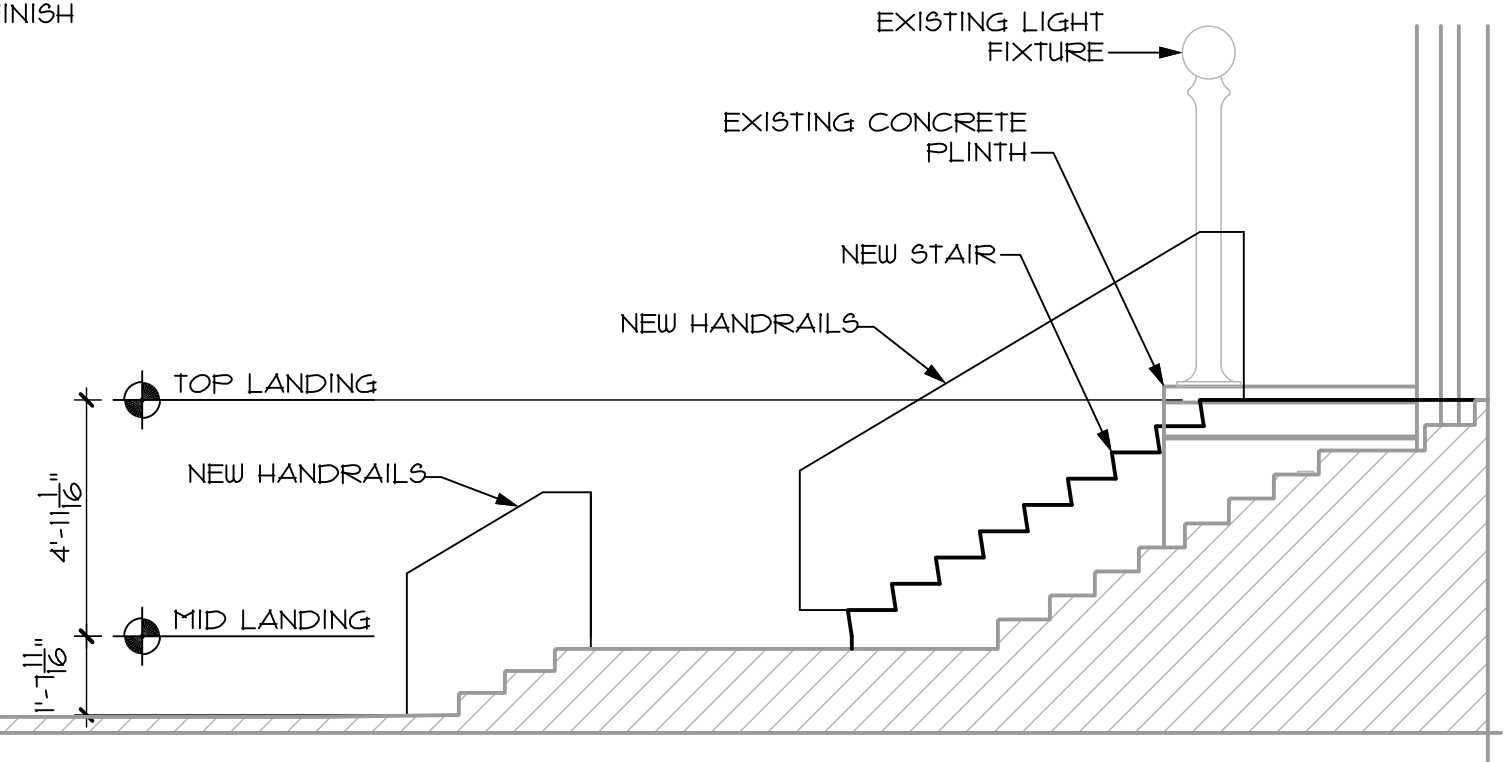 FINISH
EXISTING LIGHT
FIXTURE
EXISTING CONCRETE
PLINTH
NEW STAIR
NEW HANDRAILS
TOP LANDING
NEW HANDRAILS
4'-11 1/16"
MID LANDING
1'-7 11/16"